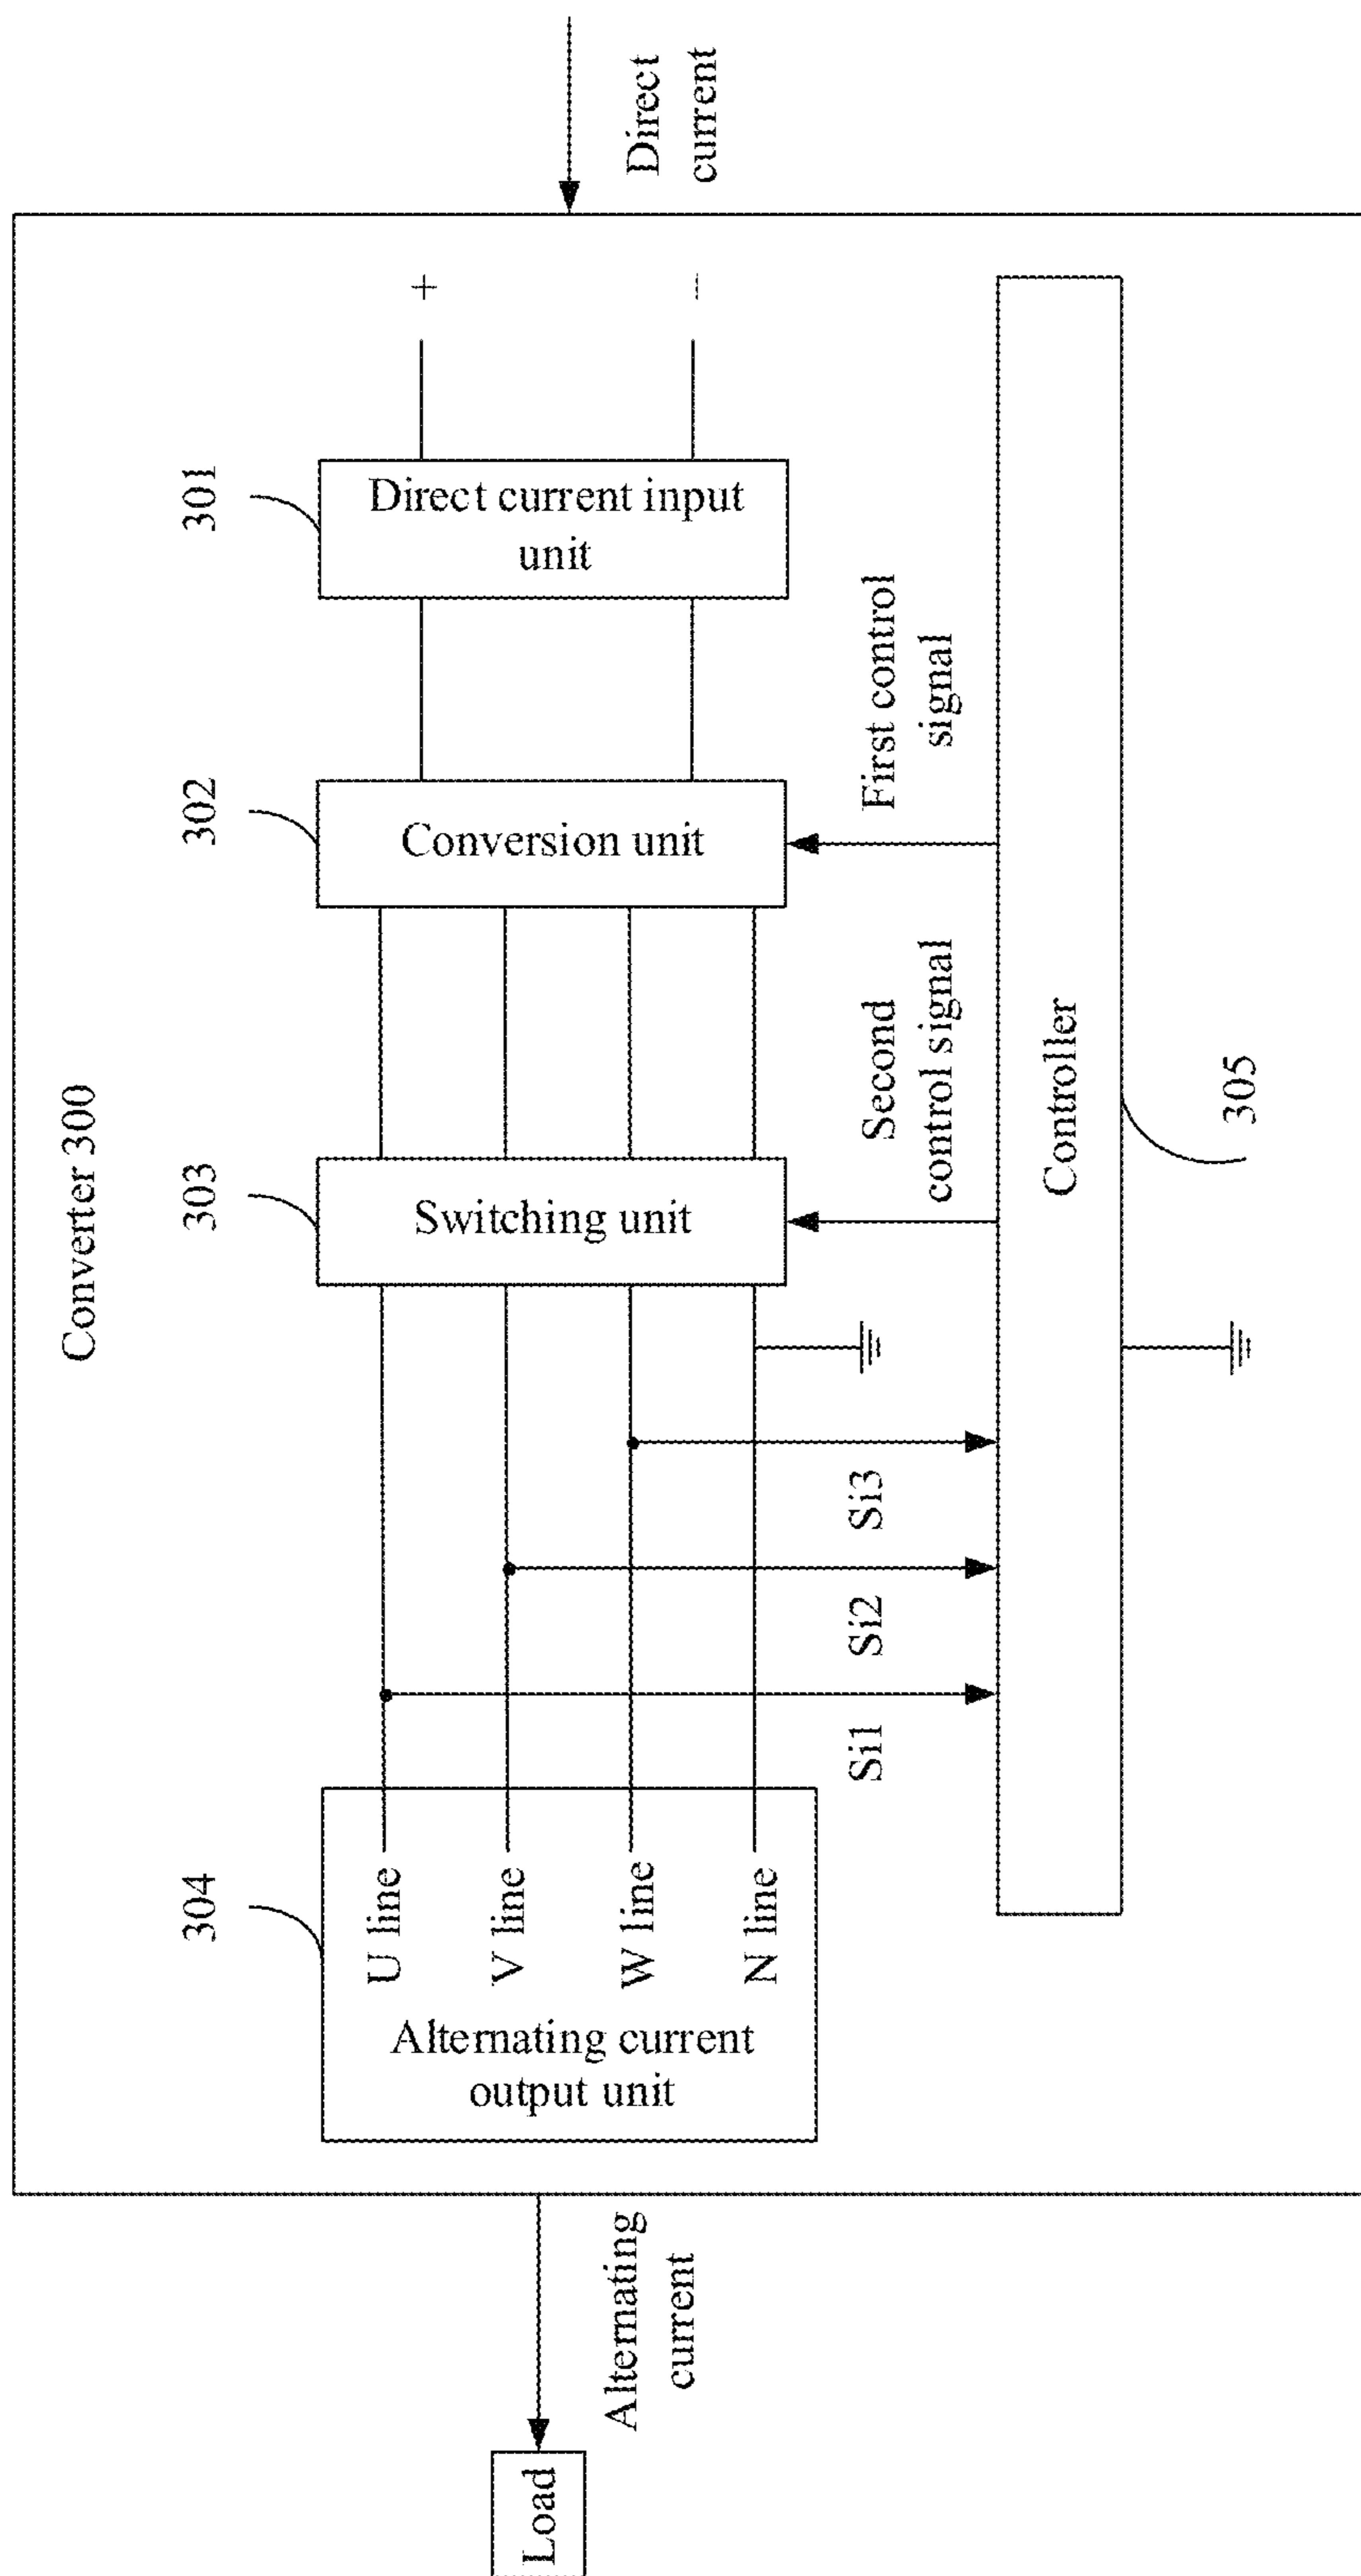 Converter 300
Direct
current
+
−
301
Direct current input
unit
302
Conversion unit
First control
signal
303
Switching unit
Second
control signal
Controller
305
Si3
Si2
Si1
304
U line
V line
W line
N line
Alternating current
output unit
Alternating
current
Load